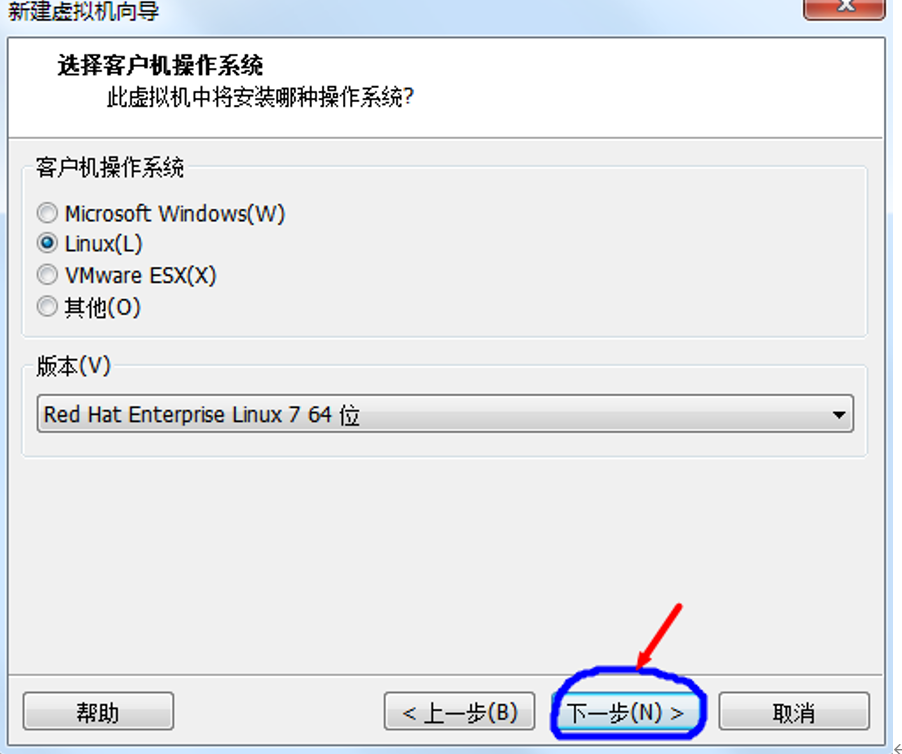 新建虚拟机向导
选择客户机操作系统
此虚拟机中将安装哪种操作系统?
客户机操作系统
Microsoft Windows(W)
Linux(L)
VMware ESX(X)
其他(O)
版本(V)
Red Hat Enterprise Linux 7 64 位
帮助
< 上一步(B)
下一步(N) >
取消